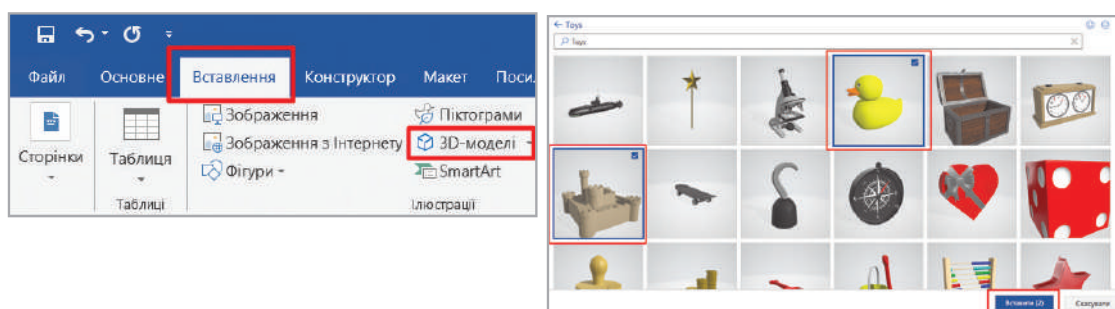 Файл Основне Вставлення Конструктор Макет Поси.
Сторінки
Таблиця
Таблиці
Зображення
Зображення з Інтернету
Фігури
Піктограми
3D-моделі
SmartArt
Ілюстрації
← Toys
Toys
Вставити (2) Скасувати